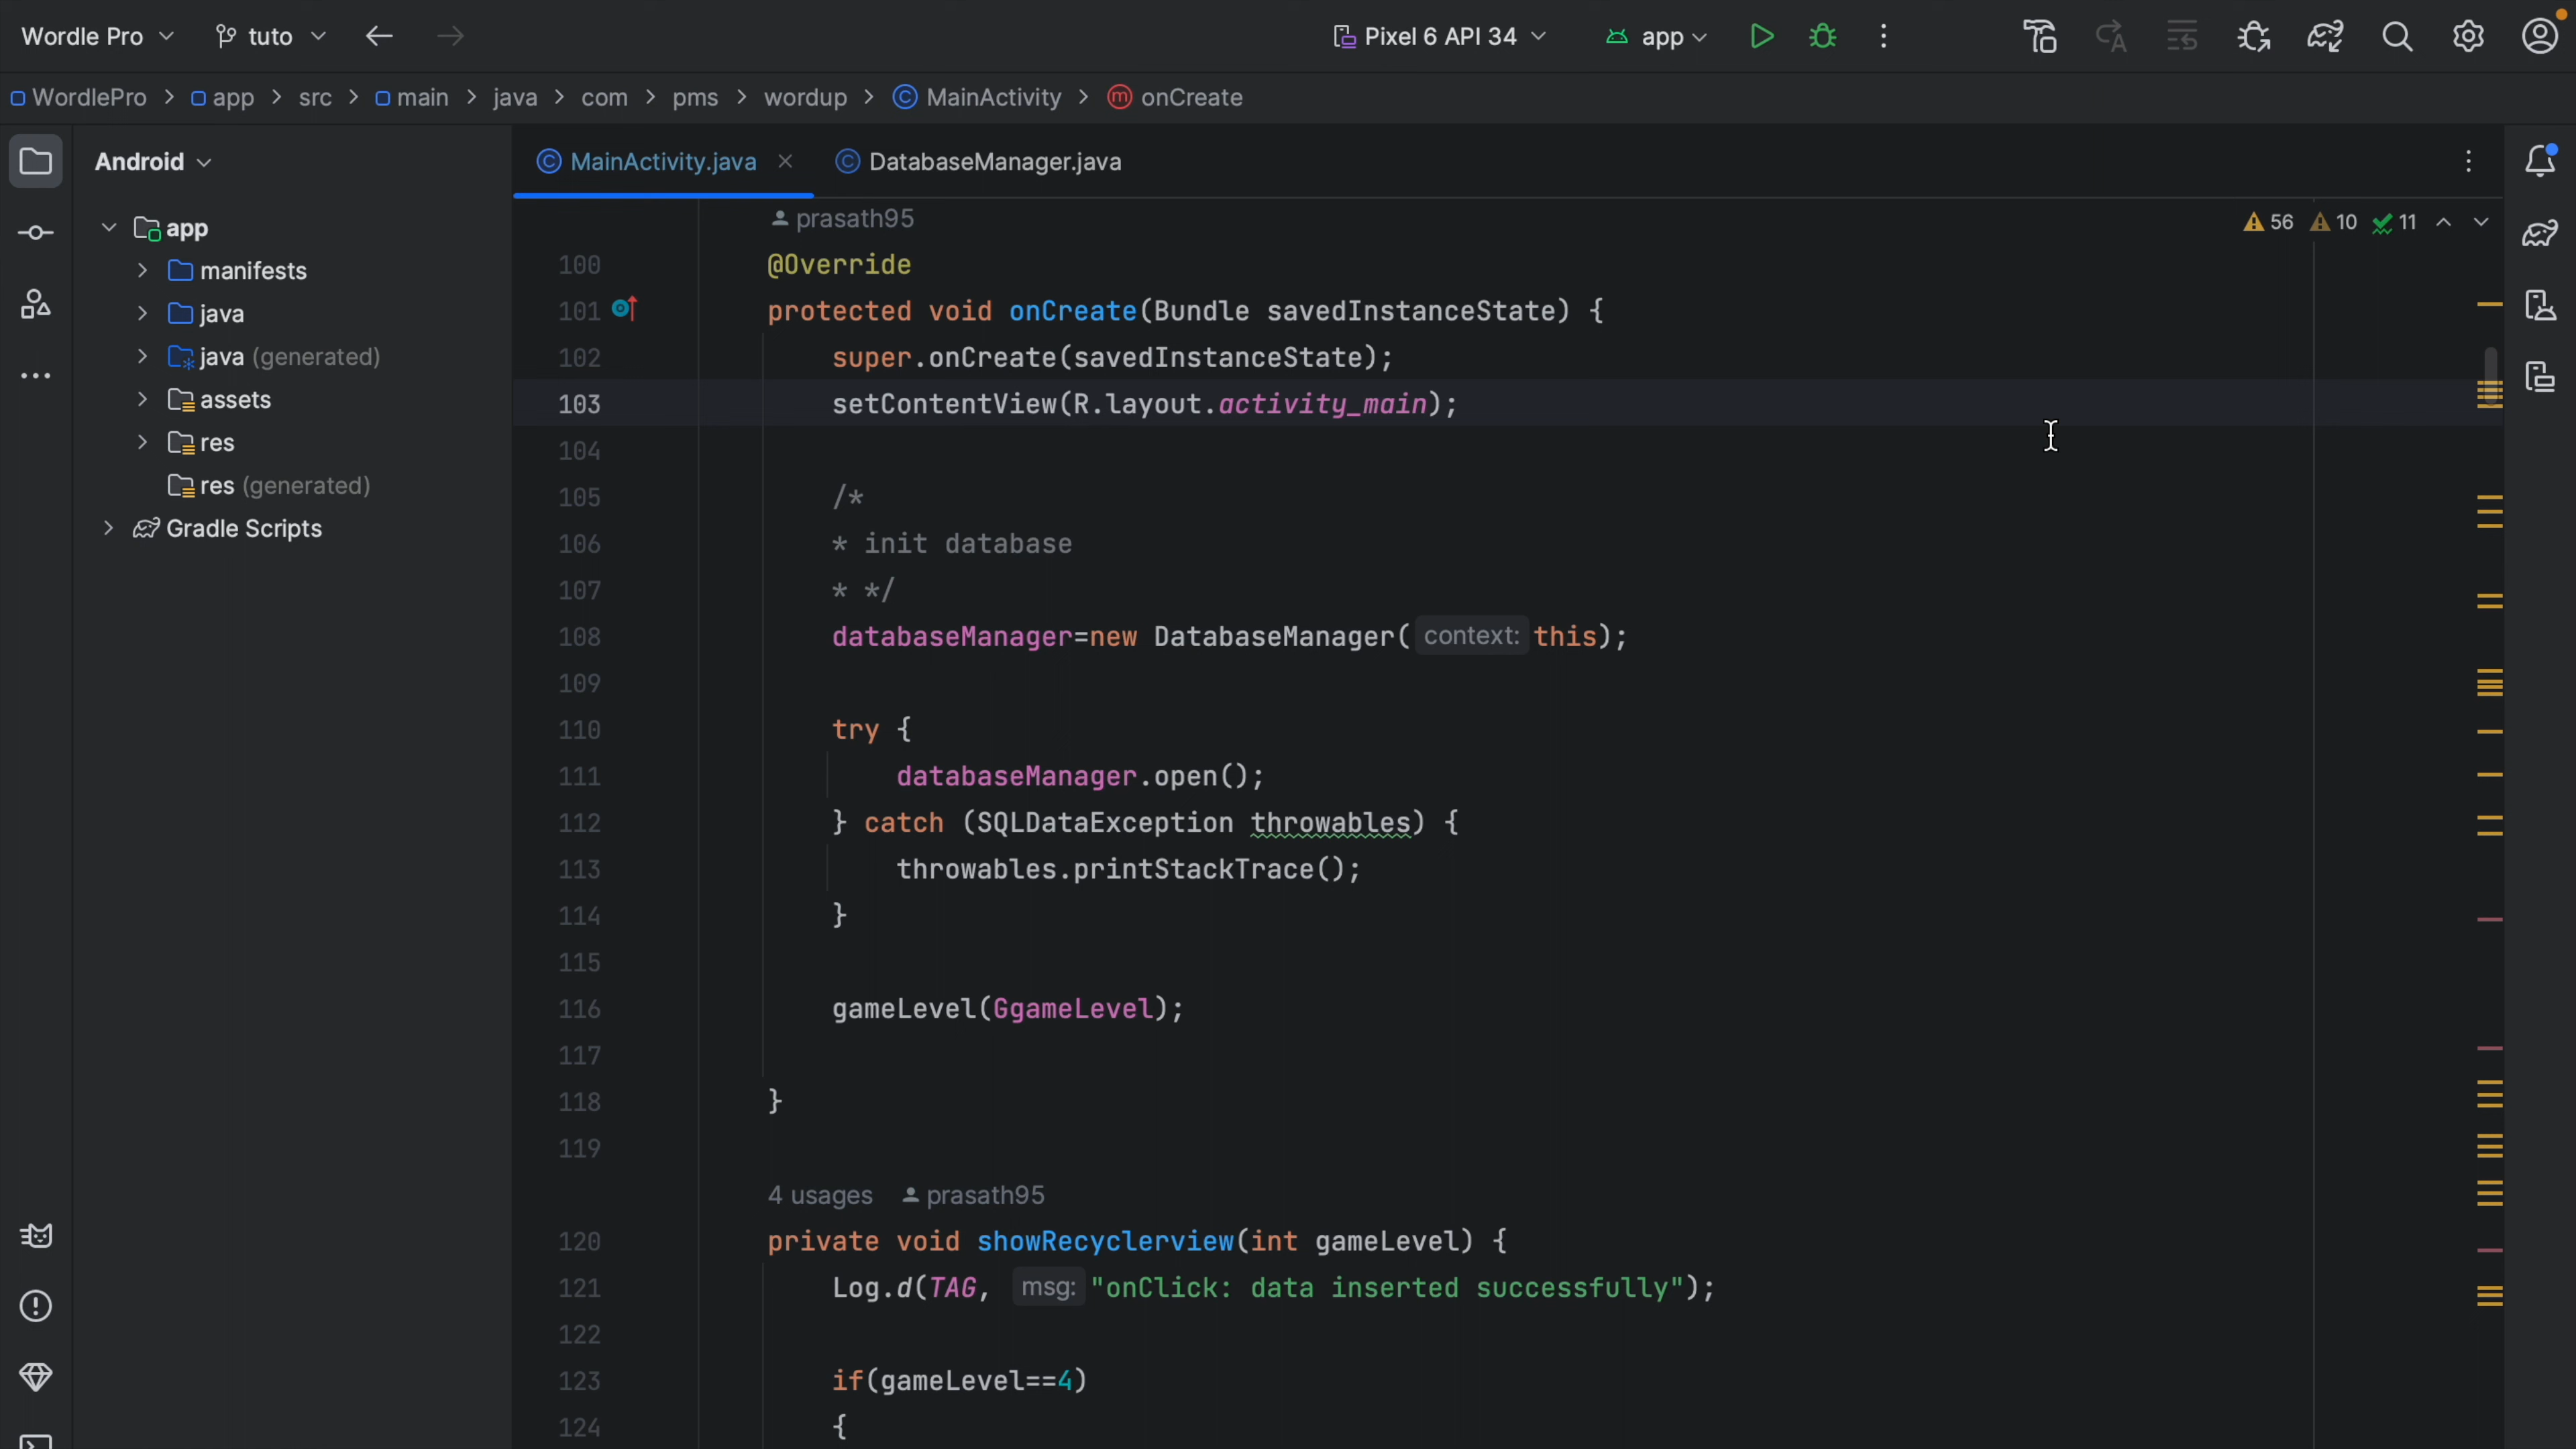 Wordle Pro tuto Pixel 6 API 34 app
WordlePro > app > src > main > java > com > pms > wordup > MainActivity > onCreate
Android
app
manifests
java
java (generated)
assets
res
res (generated)
Gradle Scripts
MainActivity.java DatabaseManager.java
prasath95
56 10 11
100 @Override
101 protected void onCreate(Bundle savedInstanceState) {
102 super.onCreate(savedInstanceState);
103 setContentView(R.layout.activity_main);
104
105 /*
106 * init database
107 * */
108 databaseManager=new DatabaseManager( context: this);
109
110 try {
111 databaseManager.open();
112 } catch (SQLDataException throwables) {
113 throwables.printStackTrace();
114 }
115
116 gameLevel(GgameLevel);
117
118 }
119
4 usages prasath95
120 private void showRecyclerview(int gameLevel) {
121 Log.d(TAG, msg: "onClick: data inserted successfully");
122
123 if(gameLevel==4)
124 {